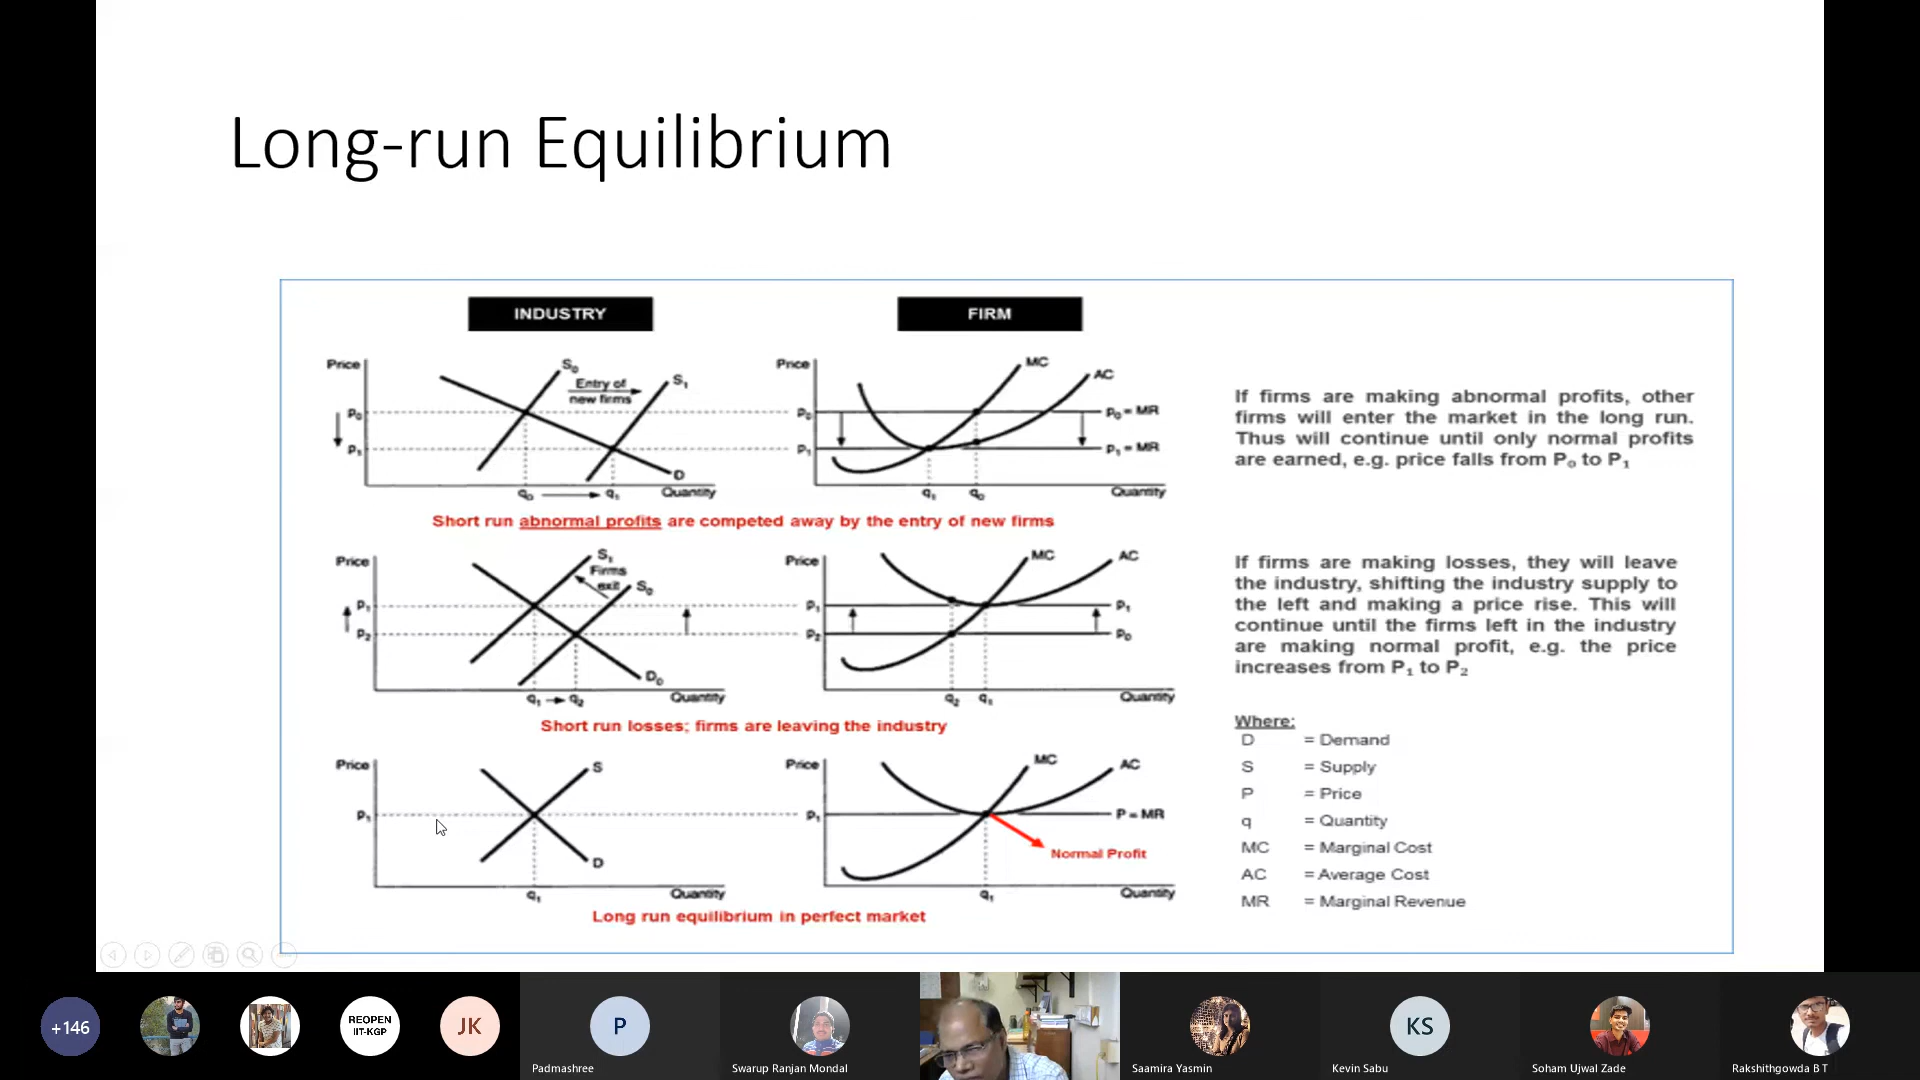 Long-run Equilibrium
INDUSTRY
FIRM
Price
S₀
Entry of
new firms
S₁
P₀
P₁
D
q₀
q₁
Quantity
Price
MC
AC
P₀
P₀ = MR
P₁
P₁ = MR
q₁
q₀
Quantity
If firms are making abnormal profits, other
firms will enter the market in the long run.
Thus will continue until only normal profits
are earned, e.g. price falls from P₀ to P₁
Short run abnormal profits are competed away by the entry of new firms
Price
S₁
Firms
exit
S₀
P₁
P₂
D₀
q₁
q₂
Quantity
Price
MC
AC
P₁
P₁
P₂
P₀
q₂
q₁
Quantity
If firms are making losses, they will leave
the industry, shifting the industry supply to
the left and making a price rise. This will
continue until the firms left in the industry
are making normal profit, e.g. the price
increases from P₁ to P₂
Short run losses; firms are leaving the industry
Price
S
P₁
D
q₁
Quantity
Price
MC
AC
P₁
P = MR
Normal Profit
q₁
Quantity
Long run equilibrium in perfect market
Where:
D = Demand
S = Supply
P = Price
q = Quantity
MC = Marginal Cost
AC = Average Cost
MR = Marginal Revenue
+146
REOPEN
IIT-KGP
JK
P
Padmashree
Swarup Ranjan Mondal
Saamira Yasmin
KS
Kevin Sabu
Soham Ujwal Zade
Rakshithgowda B T